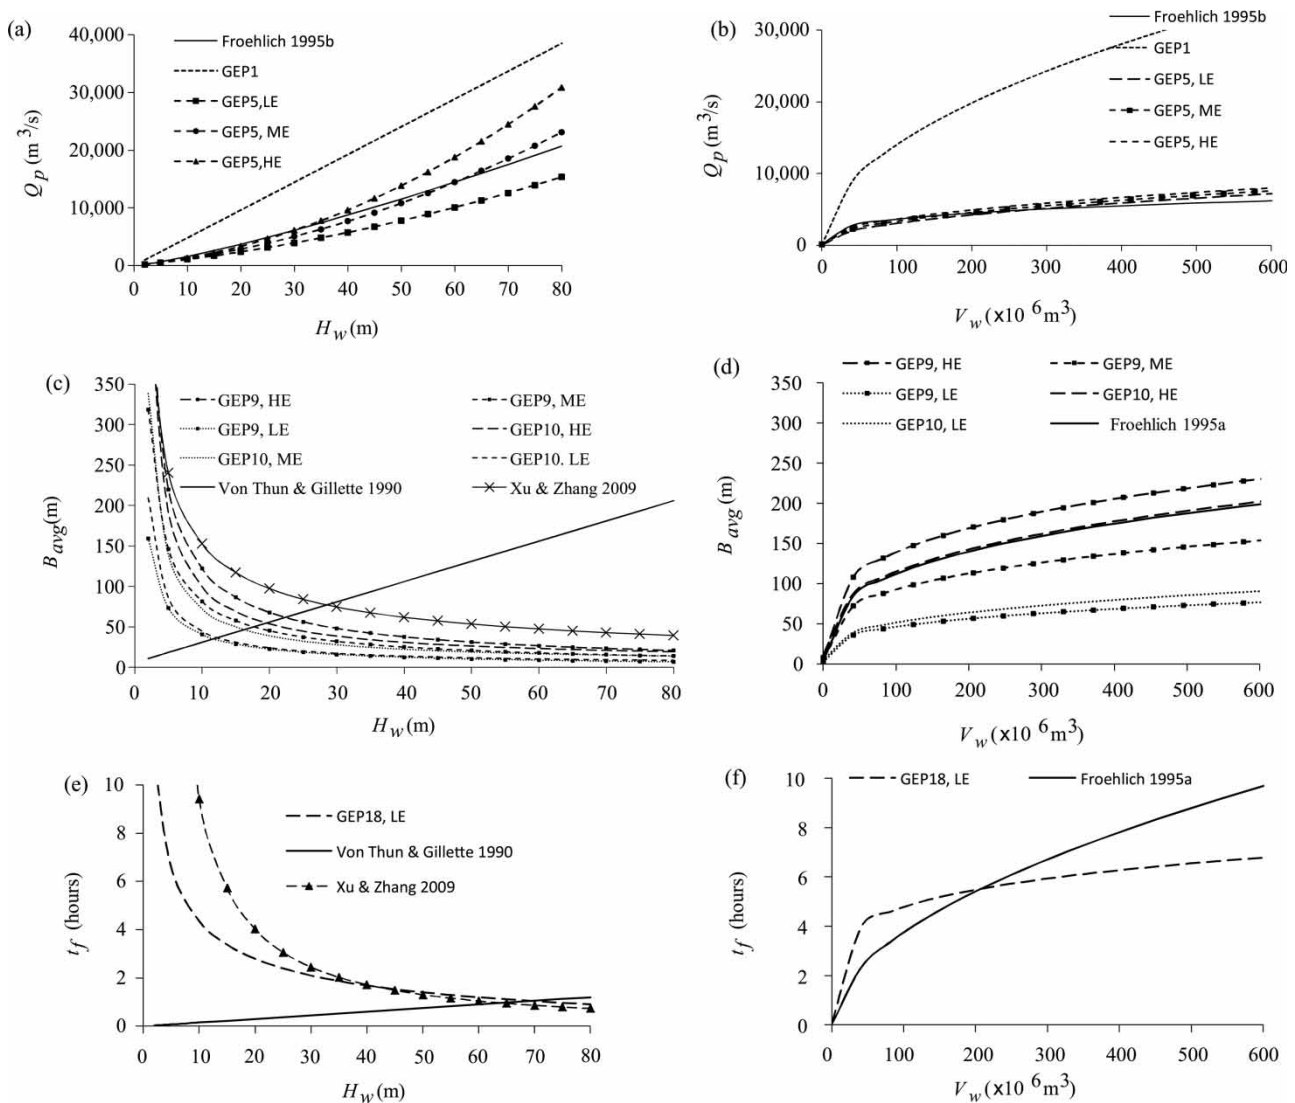 (a)
40,000
30,000
20,000
10,000
0
Q_p (m³/s)
Froehlich 1995b
GEP1
GEP5,LE
GEP5, ME
GEP5,HE
0 10 20 30 40 50 60 70 80
H_w (m)
(b)
30,000
20,000
10,000
0
Q_p (m³/s)
Froehlich 1995b
GEP1
GEP5, LE
GEP5, ME
GEP5, HE
0 100 200 300 400 500 600
V_w (x10 ⁶m³)
(c)
350
300
250
200
150
100
50
0
B_avg(m)
GEP9, HE
GEP9, ME
GEP9, LE
GEP10, HE
GEP10, ME
GEP10. LE
Von Thun & Gillette 1990
Xu & Zhang 2009
0 10 20 30 40 50 60 70 80
H_w (m)
(d)
350
300
250
200
150
100
50
0
B_avg (m)
GEP9, HE
GEP9, ME
GEP9, LE
GEP10, HE
GEP10, LE
Froehlich 1995a
0 100 200 300 400 500 600
V_w (x10 ⁶m³)
(e)
10
8
6
4
2
0
t_f (hours)
GEP18, LE
Von Thun & Gillette 1990
Xu & Zhang 2009
0 10 20 30 40 50 60 70 80
H_w (m)
(f)
10
8
6
4
2
0
t_f (hours)
GEP18, LE
Froehlich 1995a
0 100 200 300 400 500 600
V_w (x10 ⁶m³)